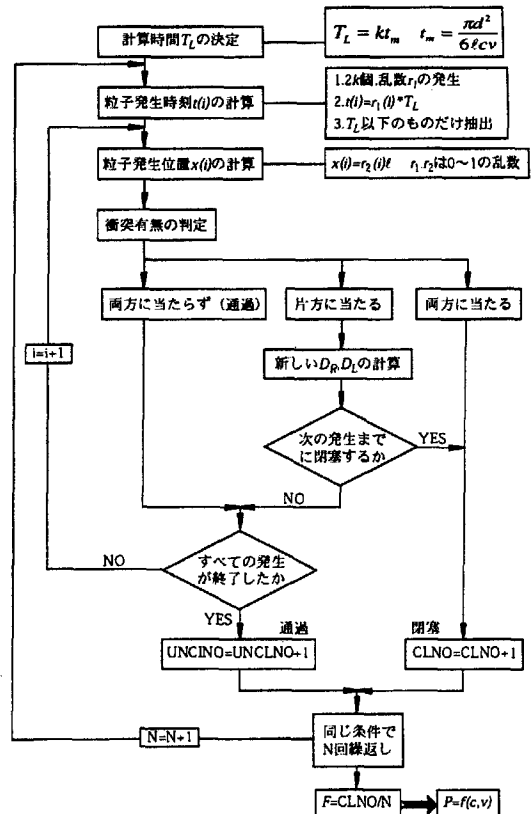 計算時間T_Lの決定
T_L = kt_m t_m = πd²/6ℓcv
粒子発生時刻t(i)の計算
1.2k個.乱数r₁の発生
2.t(i)=r₁(i)*T_L
3.T_L以下のものだけ抽出
粒子発生位置x(i)の計算
x(i)=r₂(i)ℓ r₁.r₂は0〜1の乱数
衝突有無の判定
両方に当たらず（通過）
片方に当たる
両方に当たる
i=i+1
新しいD_R,D_Lの計算
次の発生まで
に閉塞するか
YES
NO
NO
すべての発生
が終了したか
YES
通過
閉塞
UNCINO=UNCLNO+1
CLNO=CLNO+1
N=N+1
同じ条件で
N回繰返し
F=CLNO/N
P=f(c,v)